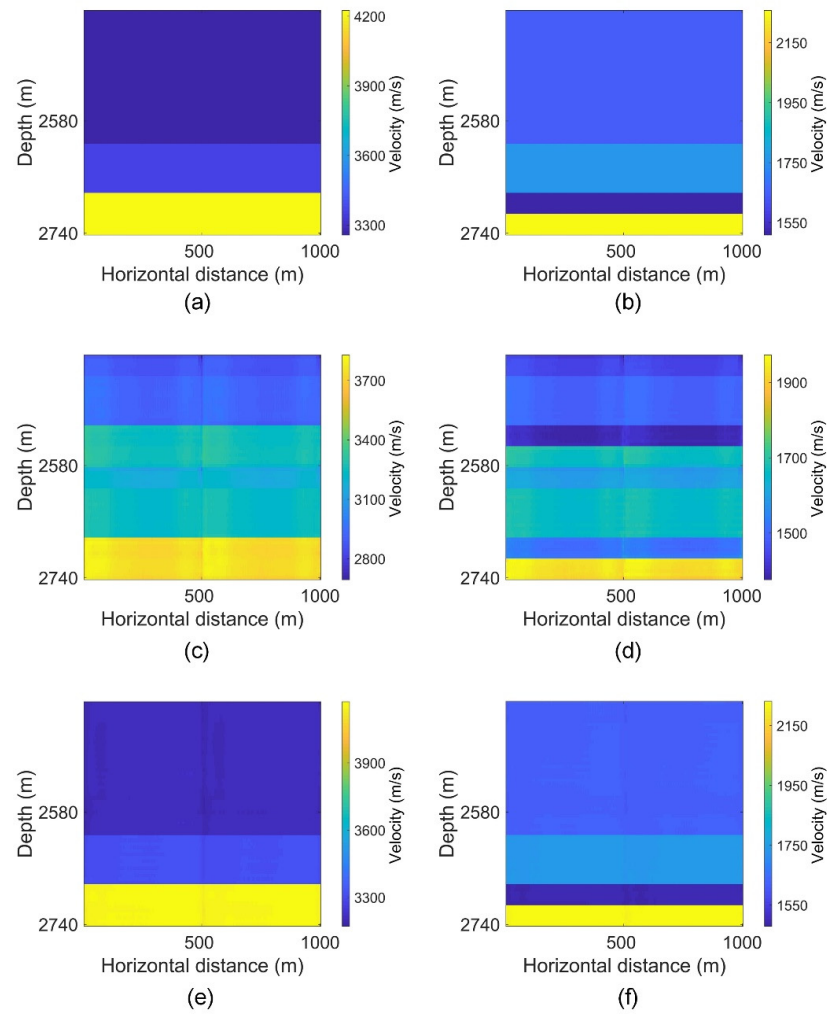 4200
3900
3600
3300
Velocity (m/s)
Depth (m)
2580
2740
500
1000
Horizontal distance (m)
(a)
2150
1950
1750
1550
Velocity (m/s)
Depth (m)
2580
2740
500
1000
Horizontal distance (m)
(b)
3700
3400
3100
2800
Velocity (m/s)
Depth (m)
2580
2740
500
1000
Horizontal distance (m)
(c)
1900
1700
1500
Velocity (m/s)
Depth (m)
2580
2740
500
1000
Horizontal distance (m)
(d)
3900
3600
3300
Velocity (m/s)
Depth (m)
2580
2740
500
1000
Horizontal distance (m)
(e)
2150
1950
1750
1550
Velocity (m/s)
Depth (m)
2580
2740
500
1000
Horizontal distance (m)
(f)